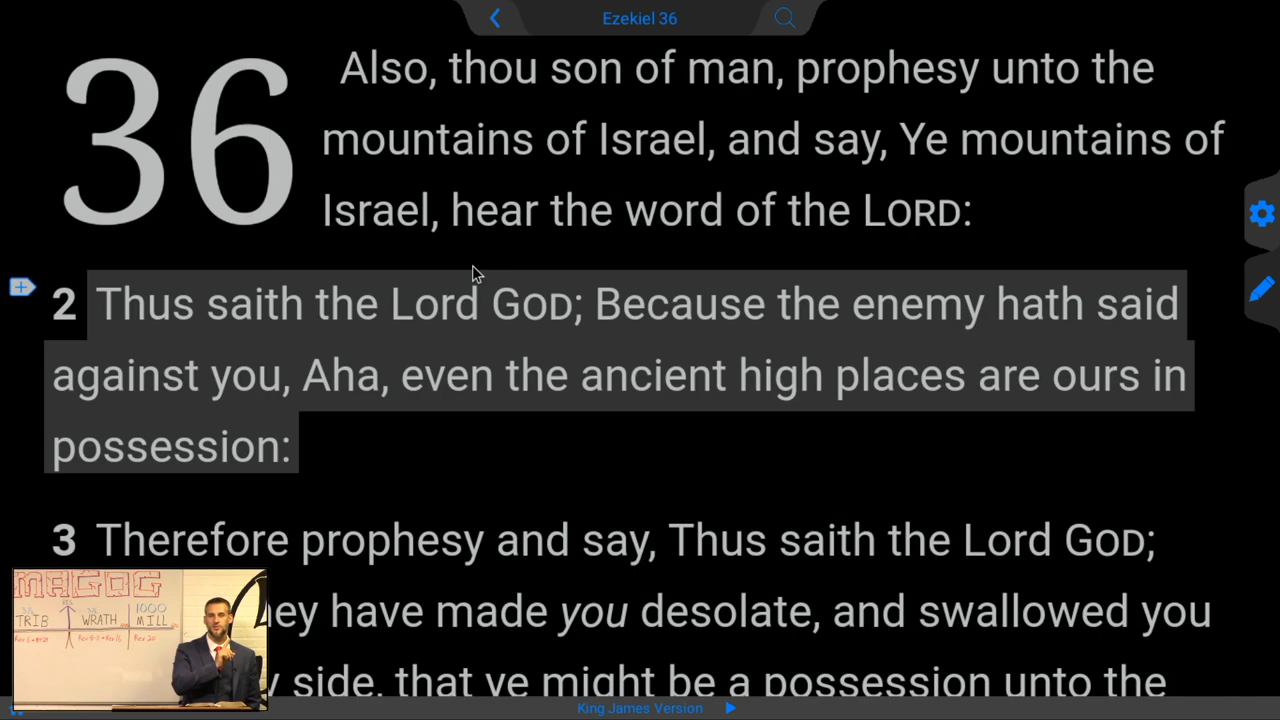 Ezekiel 36
36 Also, thou son of man, prophesy unto the
mountains of Israel, and say, Ye mountains of
Israel, hear the word of the LORD:
2 Thus saith the Lord GOD; Because the enemy hath said
against you, Aha, even the ancient high places are ours in
possession:
3 Therefore prophesy and say, Thus saith the Lord GOD;
have made you desolate, and swallowed you
side, that ye might be a possession unto the
MAGOG
TRIB
WRATH
1000
MILL
King James Version